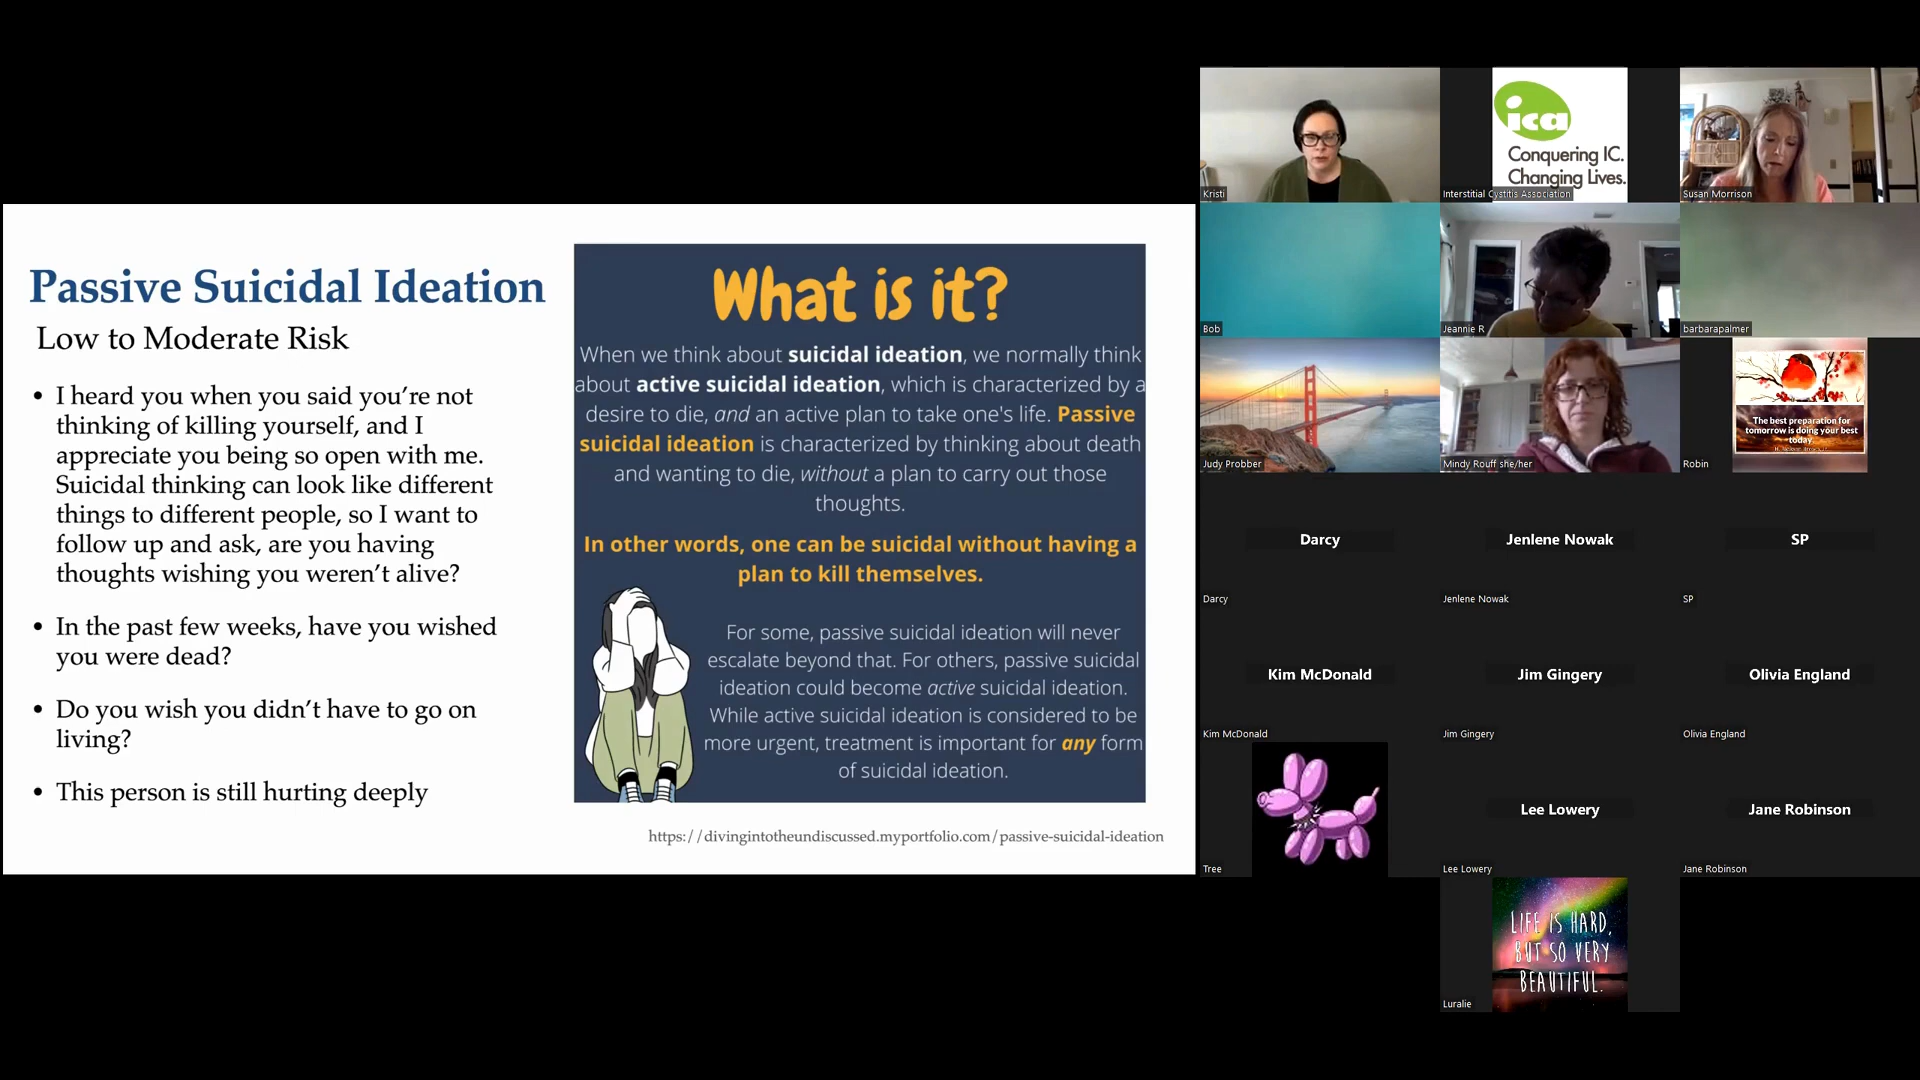 Passive Suicidal Ideation
Low to Moderate Risk
• I heard you when you said you’re not
thinking of killing yourself, and I
appreciate you being so open with me.
Suicidal thinking can look like different
things to different people, so I want to
follow up and ask, are you having
thoughts wishing you weren’t alive?
• In the past few weeks, have you wished
you were dead?
• Do you wish you didn’t have to go on
living?
• This person is still hurting deeply
What is it?
When we think about suicidal ideation, we normally think
about active suicidal ideation, which is characterized by a
desire to die, and an active plan to take one's life. Passive
suicidal ideation is characterized by thinking about death
and wanting to die, without a plan to carry out those
thoughts.
In other words, one can be suicidal without having a
plan to kill themselves.
For some, passive suicidal ideation will never
escalate beyond that. For others, passive suicidal
ideation could become active suicidal ideation.
While active suicidal ideation is considered to be
more urgent, treatment is important for any form
of suicidal ideation.
https://divingintotheundiscussed.myportfolio.com/passive-suicidal-ideation
Kristi
ica
Conquering IC.
Changing Lives.
Interstitial Cystitis Association
Susan Morrison
Bob
Jeannie R
barbarapalmer
Judy Probber
Mindy Rouff she/her
The best preparation for
tomorrow is doing your best
today.
Robin
Darcy
Darcy
Jenlene Nowak
Jenlene Nowak
SP
SP
Kim McDonald
Kim McDonald
Jim Gingery
Jim Gingery
Olivia England
Olivia England
Tree
Lee Lowery
Lee Lowery
Jane Robinson
Jane Robinson
LIFE IS HARD,
BUT SO VERY
BEAUTIFUL.
Luralie